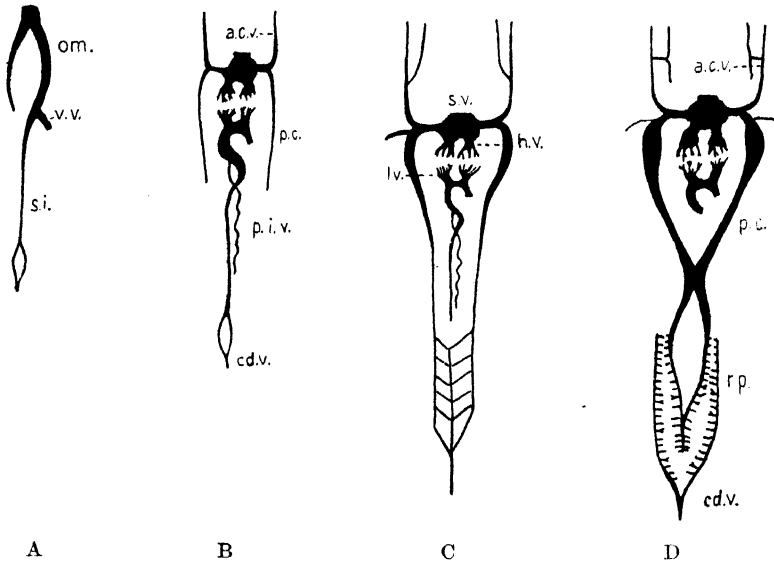 om.
v.v.
s.i.
A
a.c.v.
p.c.
p.i.v.
cd.v.
B
s.v.
h.v.
l.v.
C
a.c.v.
p.c.
r.p.
cd.v.
D